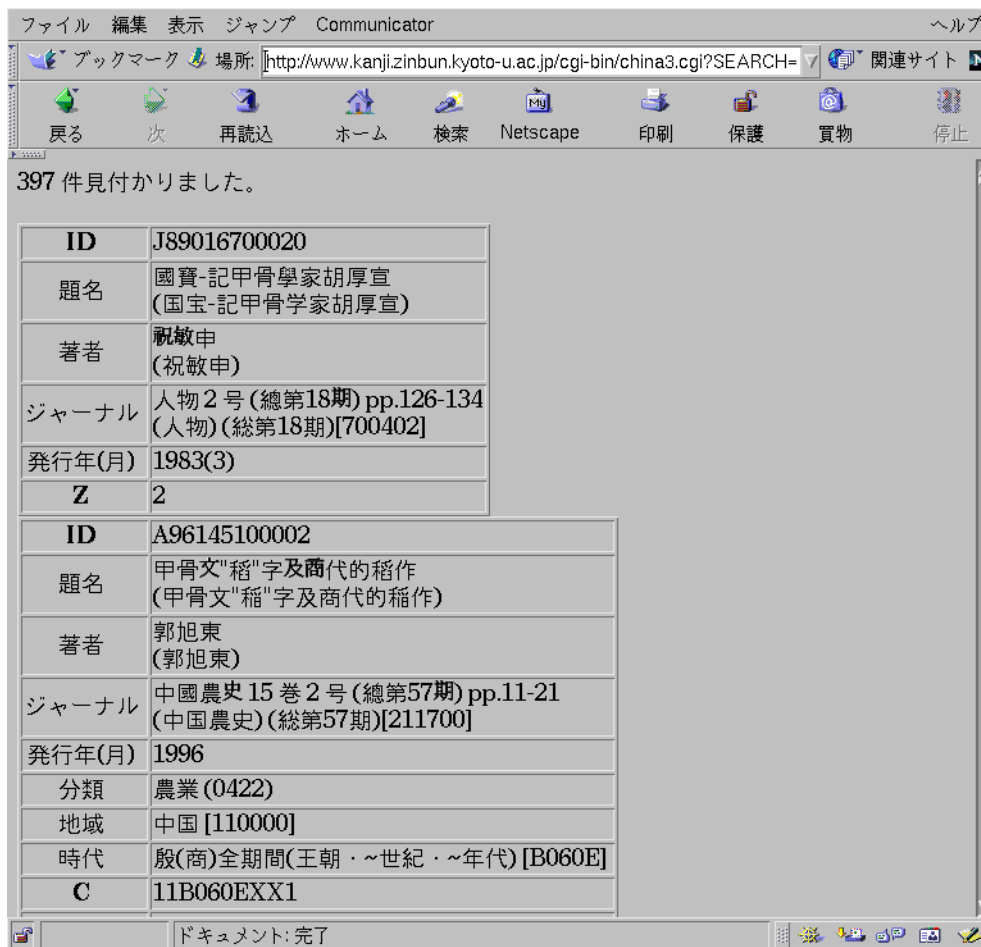 ファイル 編集 表示 ジャンプ Communicator ヘルプ
ブックマーク 場所: http://www.kanji.zinbun.kyoto-u.ac.jp/cgi-bin/china3.cgi?SEARCH= 関連サイト N
My
戻る 次 再読込 ホーム 検索 Netscape 印刷 保護 買物 停止
397 件見付かりました。
ID J89016700020
題名 國寶-記甲骨學家胡厚宣
(国宝-記甲骨学家胡厚宣)
著者 祝敏申
(祝敏申)
ジャーナル 人物 2 号 (總第18期) pp.126-134
(人物) (総第18期)[700402]
発行年(月) 1983(3)
Z 2
ID A96145100002
題名 甲骨文"稻"字及商代的稻作
(甲骨文"稲"字及商代的稲作)
著者 郭旭東
(郭旭東)
ジャーナル 中國農史 15 巻 2 号 (總第57期) pp.11-21
(中国農史) (総第57期)[211700]
発行年(月) 1996
分類 農業 (0422)
地域 中国 [110000]
時代 殷(商)全期間(王朝・~世紀・~年代) [B060E]
C 11B060EXX1
ドキュメント: 完了